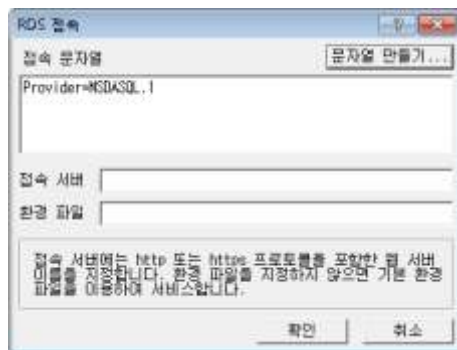 RDS 접속
접속 문자열
문자열 만들기...
Provider=MSDASQL.1
접속 서버
환경 파일
접속 서버에는 http 또는 https 프로토콜을 포함한 웹 서버
이름을 지정합니다. 환경 파일을 지정하지 않으면 기본 환경
파일을 이용하여 서비스합니다.
확인
취소